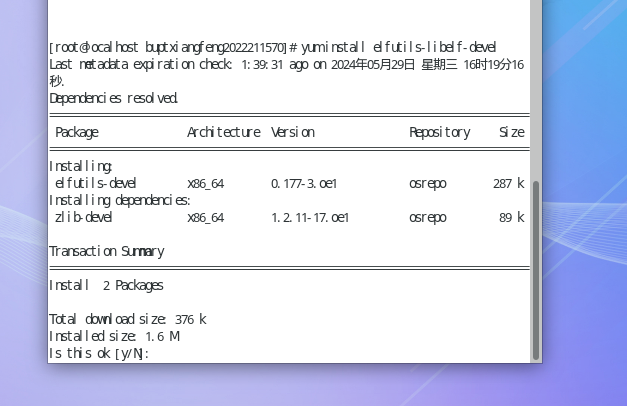 [root@localhost buptxiangfeng2022211570]# yum install elfutils-libelf-devel
Last metadata expiration check: 1:39:31 ago on 2024年05月29日 星期三 16时19分16
秒.
Dependencies resolved.
Package Architecture Version Repository Size
Installing:
elfutils-devel x86_64 0.177-3.oe1 osrepo 287 k
Installing dependencies:
zlib-devel x86_64 1.2.11-17.oe1 osrepo 89 k
Transaction Summary
Install 2 Packages
Total download size: 376 k
Installed size: 1.6 M
Is this ok [y/N]: